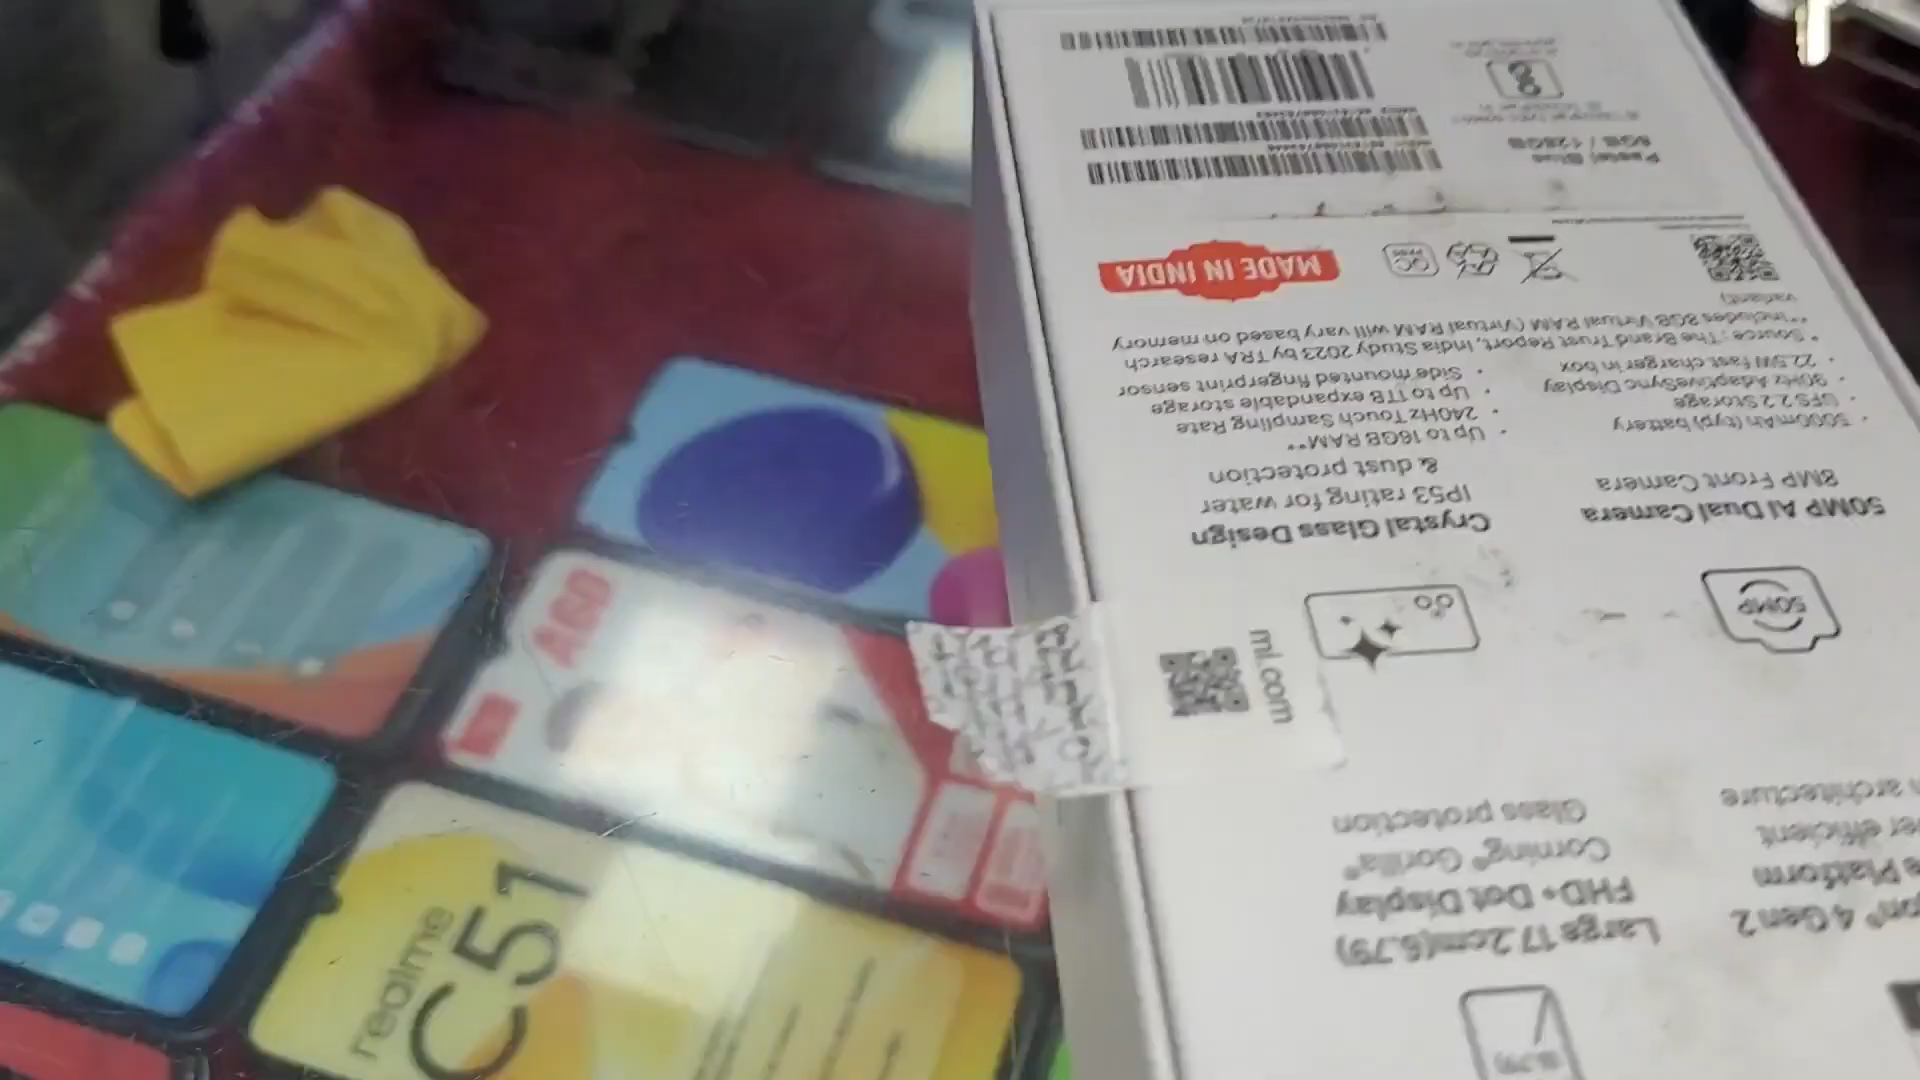 Pastel Blue
8GB / 128GB
MADE IN INDIA
variant)
**Includes 8GB Virtual RAM (Virtual RAM will vary based on memory
* Source: The Brand Trust Report, India Study 2023 by TRA research
• 22.5W fast charger in box
• Side mounted fingerprint sensor
• 90Hz AdaptiveSync Display
• Up to 1TB expandable storage
• UFS 2.2 Storage
• 240Hz Touch Sampling Rate
• 5000mAh (typ) battery
• Up to 16GB RAM**
& dust protection
8MP Front Camera
IP53 rating for water
50MP AI Dual Camera
Crystal Glass Design
50MP
mi.com
architecture
Glass protection
efficient
Corning® Gorilla®
Platform
FHD+ Dot Display
4 Gen 2
Large 17.2cm(6.79)
A60
realme
C51